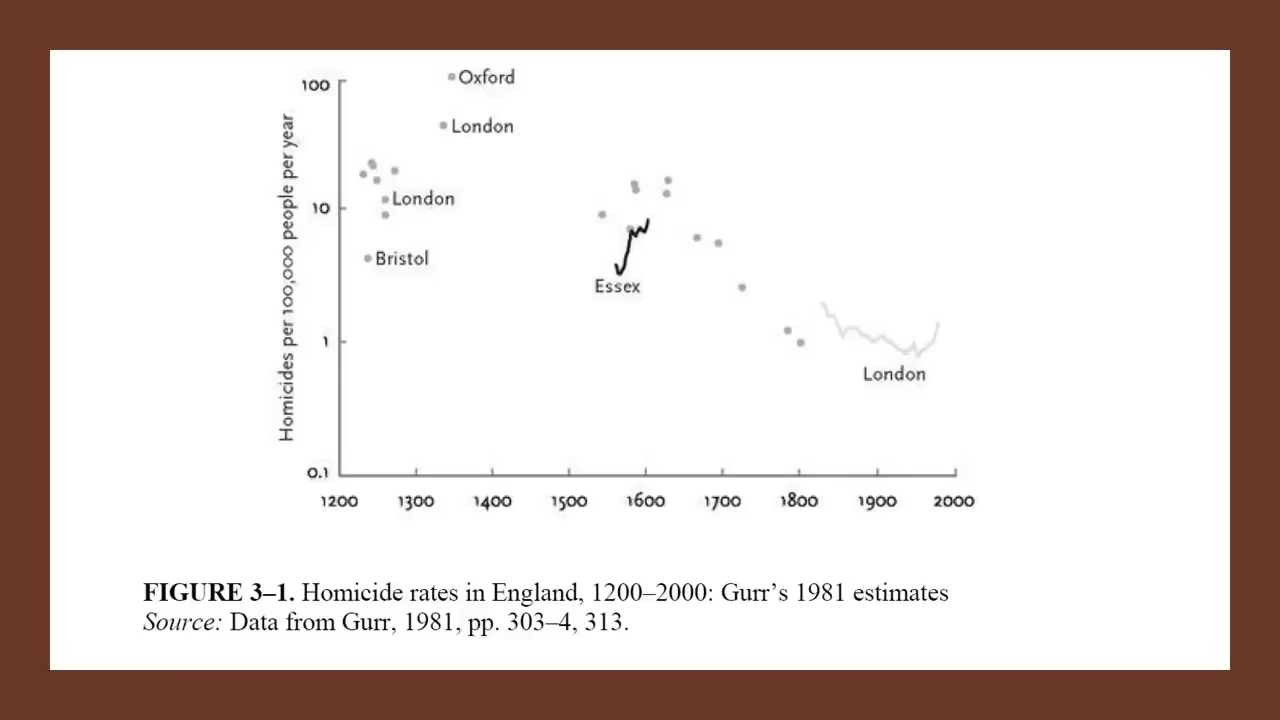 100
Oxford
London
London
10
Bristol
Essex
1
London
0.1
1200 1300 1400 1500 1600 1700 1800 1900 2000
Homicides per 100,000 people per year
FIGURE 3–1. Homicide rates in England, 1200–2000: Gurr’s 1981 estimates
Source: Data from Gurr, 1981, pp. 303–4, 313.